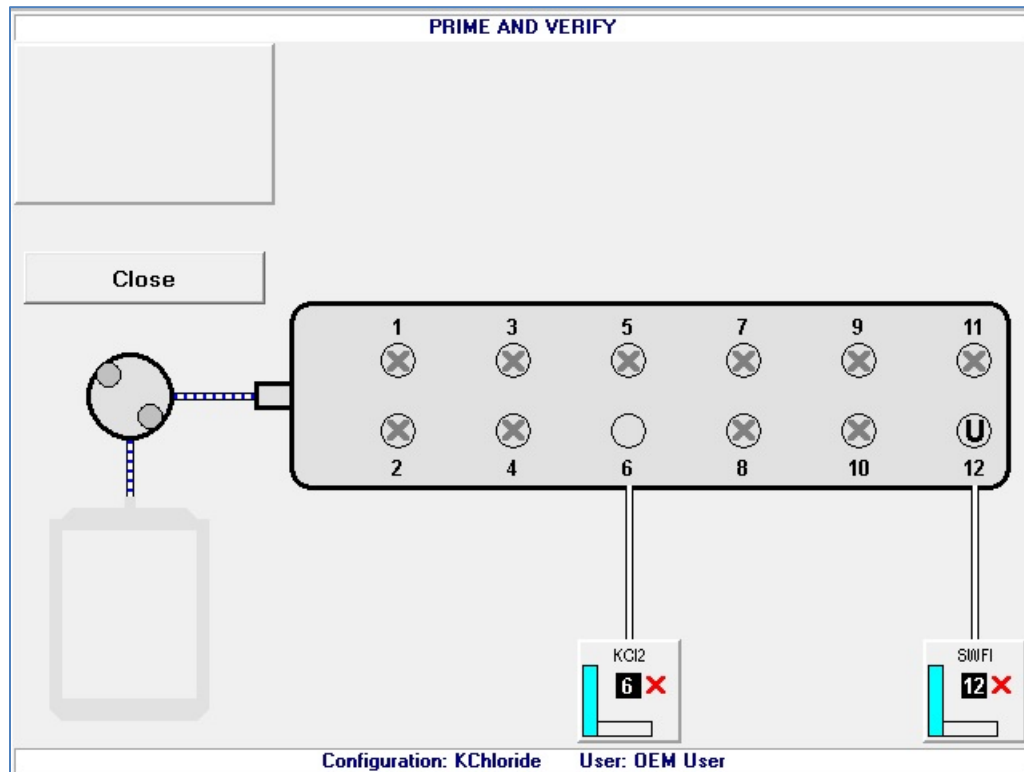 PRIME AND VERIFY
Close
1 3 5 7 9 11
U
2 4 6 8 10 12
KCl2
6
SWFI
12
Configuration: KChloride User: OEM User